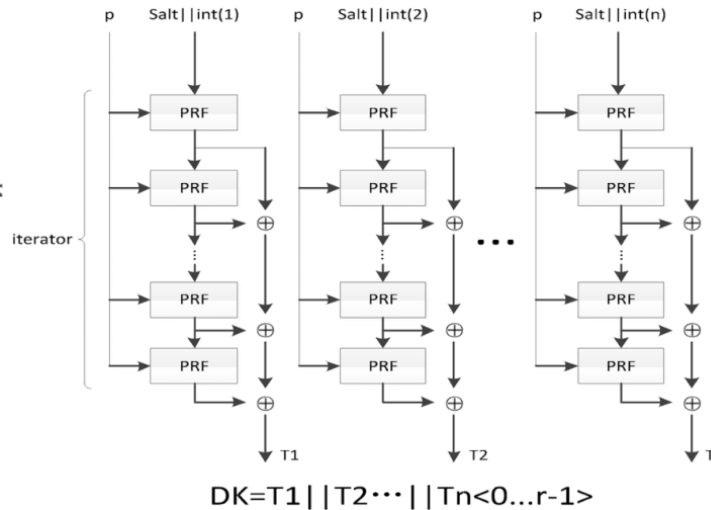 p Salt||int(1) p Salt||int(2) p Salt||int(n)
PRF PRF PRF
PRF PRF PRF
iterator
PRF PRF PRF
PRF PRF PRF
T1 T2 T
DK=T1||T2···||Tn<0...r-1>